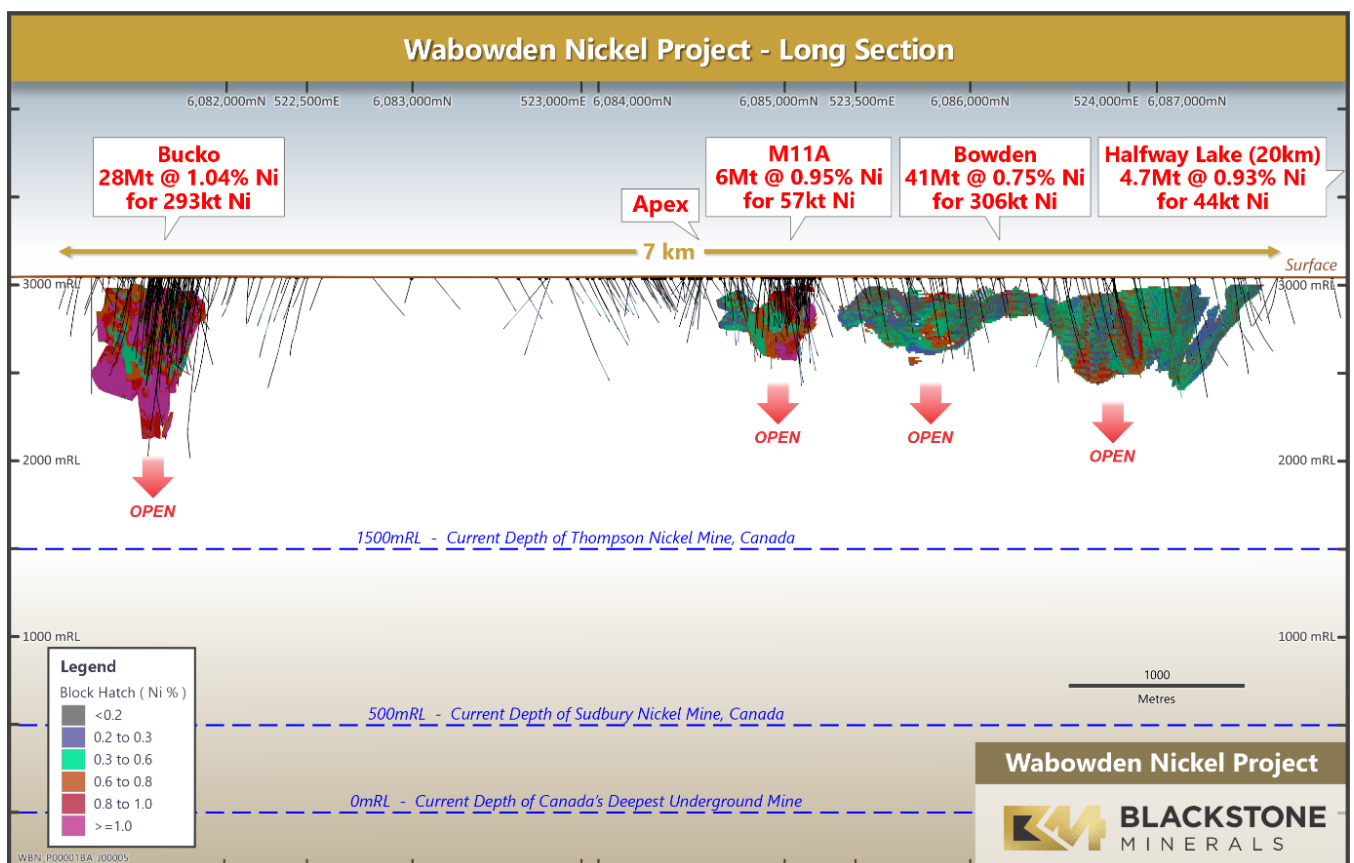 Wabowden Nickel Project - Long Section
6,082,000mN 522,500mE 6,083,000mN 523,000mE 6,084,000mN 6,085,000mN 523,500mE 6,086,000mN 524,000mE 6,087,000mN
Bucko
28Mt @ 1.04% Ni
for 293kt Ni
Apex
M11A
6Mt @ 0.95% Ni
for 57kt Ni
Bowden
41Mt @ 0.75% Ni
for 306kt Ni
Halfway Lake (20km)
4.7Mt @ 0.93% Ni
for 44kt Ni
7 km
Surface
3000 mRL 3000 mRL
OPEN OPEN OPEN
2000 mRL 2000 mRL
OPEN
1500mRL - Current Depth of Thompson Nickel Mine, Canada
1000 mRL 1000 mRL
Legend
Block Hatch ( Ni % )
<0.2
0.2 to 0.3
0.3 to 0.6
0.6 to 0.8
0.8 to 1.0
>=1.0
1000
Metres
500mRL - Current Depth of Sudbury Nickel Mine, Canada
0mRL - Current Depth of Canada's Deepest Underground Mine
Wabowden Nickel Project
BLACKSTONE
MINERALS